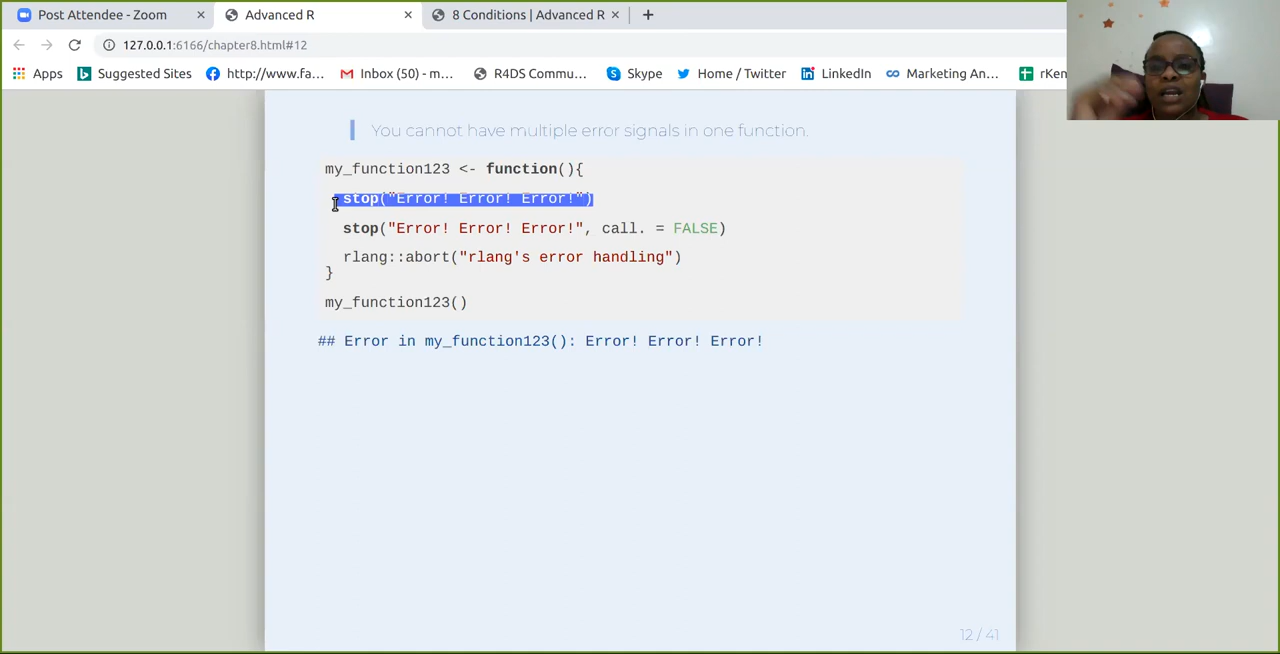 Post Attendee - Zoom
Advanced R
8 Conditions | Advanced R
127.0.0.1:6166/chapter8.html#12
Apps
Suggested Sites
http://www.fa...
Inbox (50) - m...
R4DS Commu...
Skype
Home / Twitter
LinkedIn
Marketing An...
rKen
You cannot have multiple error signals in one function.
my_function123 <- function(){
stop("Error! Error! Error!")
stop("Error! Error! Error!", call. = FALSE)
rlang::abort("rlang's error handling")
}
my_function123()
## Error in my_function123(): Error! Error! Error!
12 / 41